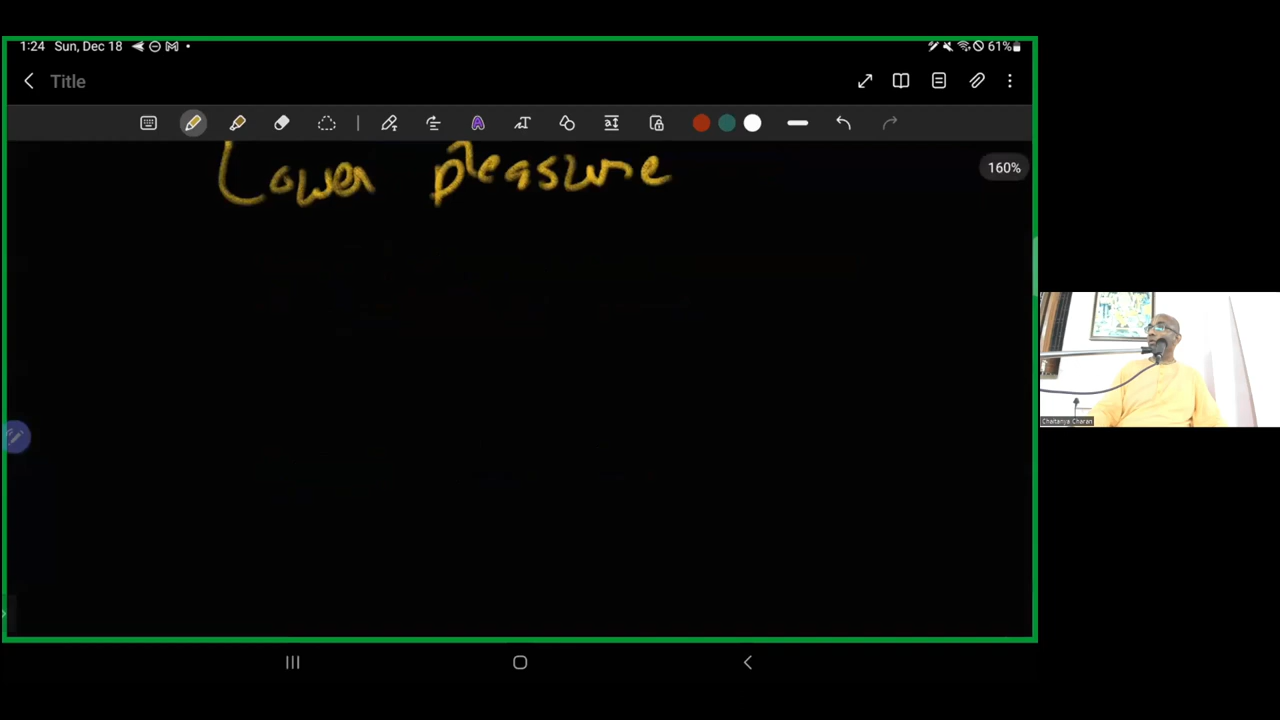 1:24 Sun, Dec 18 61%
Title
160%
Lower pleasure
Chaitanya Charan